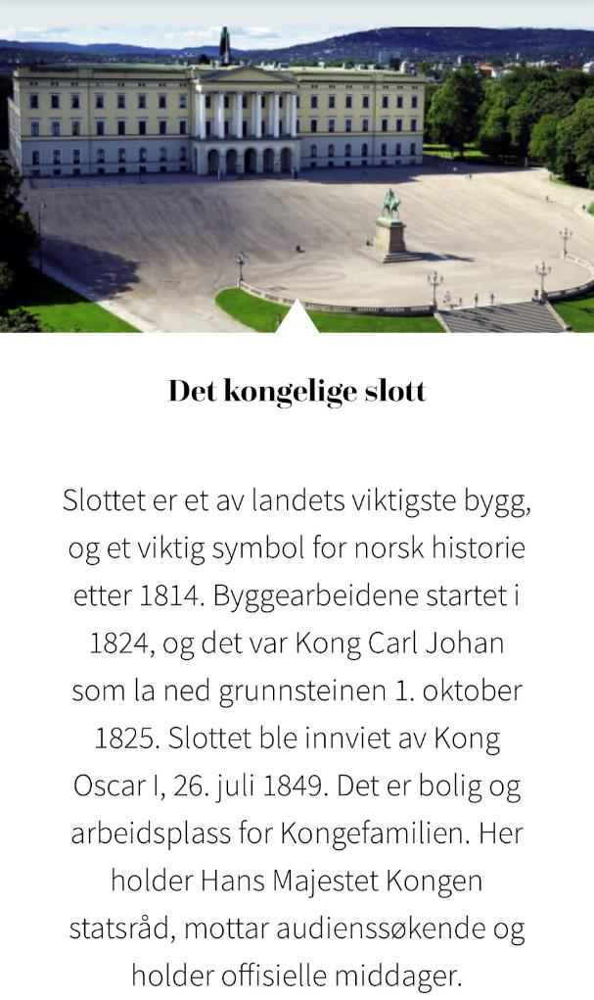 Det kongelige slott
Slottet er et av landets viktigste bygg,
og et viktig symbol for norsk historie
etter 1814. Byggearbeidene startet i
1824, og det var Kong Carl Johan
som la ned grunnsteinen 1. oktober
1825. Slottet ble innviet av Kong
Oscar I, 26. juli 1849. Det er bolig og
arbeidsplass for Kongefamilien. Her
holder Hans Majestet Kongen
statsråd, mottar audienssøkende og
holder offisielle middager.